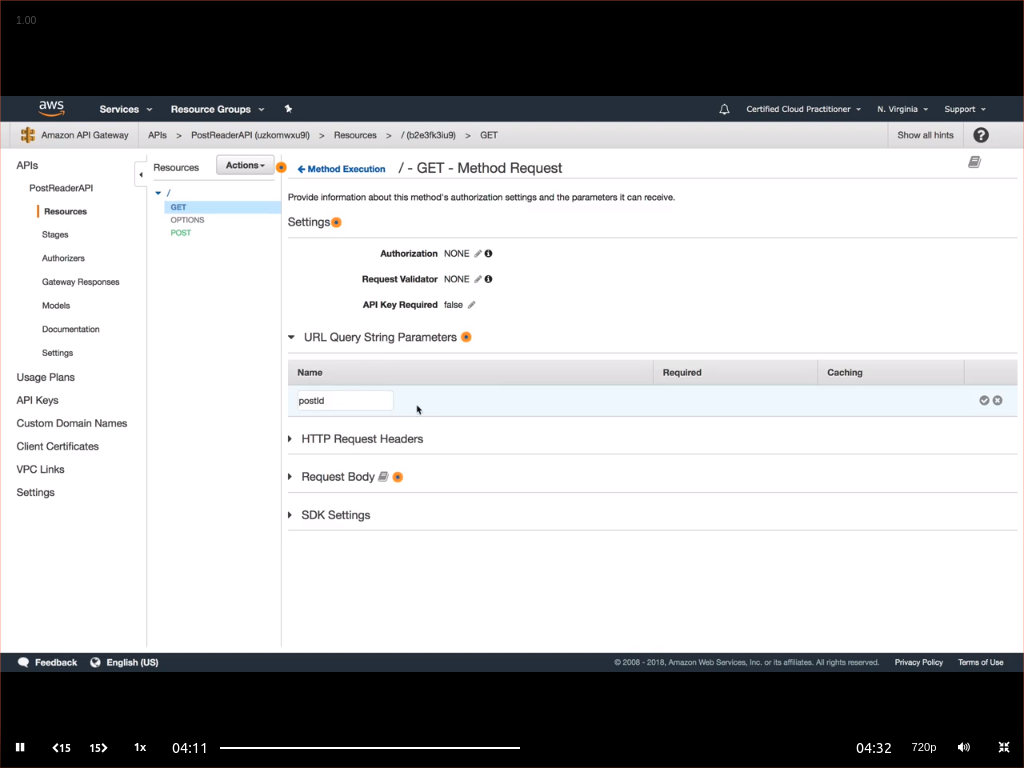 1.00
aws Services Resource Groups Certified Cloud Practitioner N. Virginia Support
Amazon API Gateway APIs > PostReaderAPI (uzkomwxu9l) > Resources > / (b2e3fk3iu9) > GET Show all hints ?
APIs
PostReaderAPI
Resources
Stages
Authorizers
Gateway Responses
Models
Documentation
Settings
Usage Plans
API Keys
Custom Domain Names
Client Certificates
VPC Links
Settings
Resources Actions
/
GET
OPTIONS
POST
Method Execution / - GET - Method Request
Provide information about this method's authorization settings and the parameters it can receive.
Settings
Authorization NONE
Request Validator NONE
API Key Required false
URL Query String Parameters
Name Required Caching
postId
HTTP Request Headers
Request Body
SDK Settings
Feedback English (US) © 2008 - 2018, Amazon Web Services, Inc. or its affiliates. All rights reserved. Privacy Policy Terms of Use
15 15 1x 04:11 04:32 720p